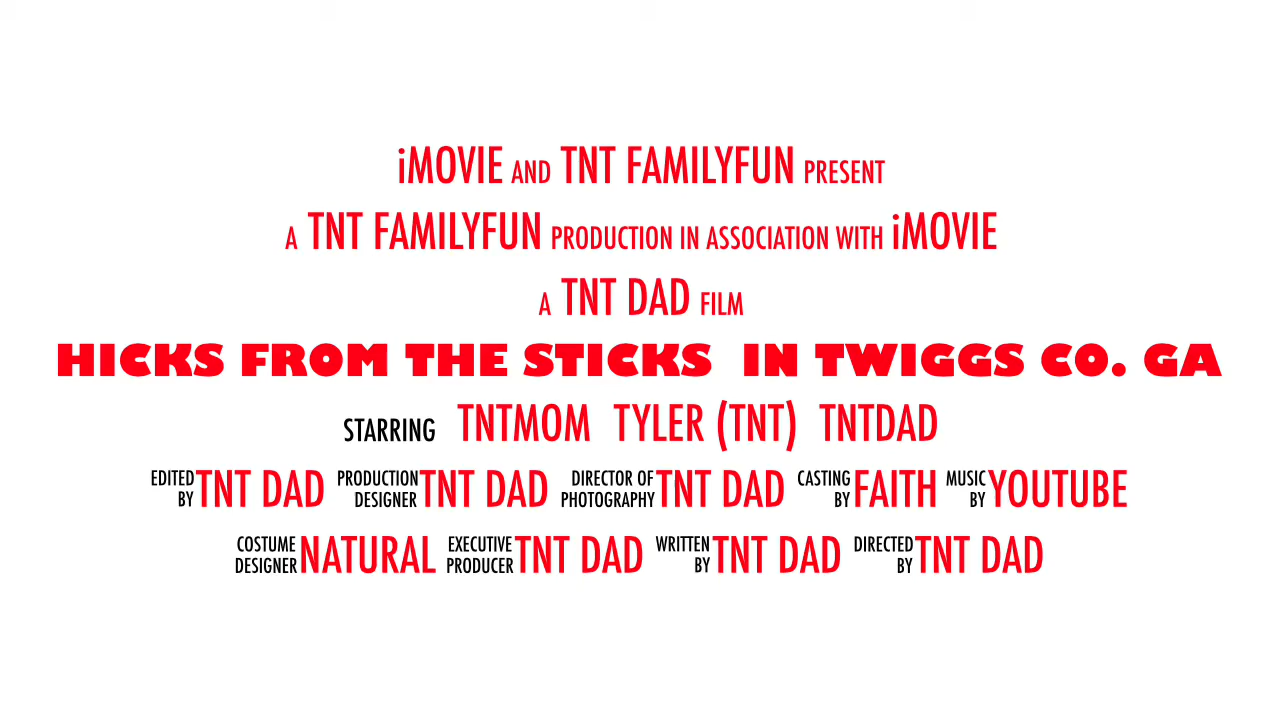 iMOVIE AND TNT FAMILYFUN PRESENT
A TNT FAMILYFUN PRODUCTION IN ASSOCIATION WITH iMOVIE
A TNT DAD FILM
HICKS FROM THE STICKS IN TWIGGS CO. GA
STARRING TNTMOM TYLER (TNT) TNTDAD
EDITED BY TNT DAD PRODUCTION DESIGNER TNT DAD DIRECTOR OF PHOTOGRAPHY TNT DAD CASTING BY FAITH MUSIC BY YOUTUBE
COSTUME DESIGNER NATURAL EXECUTIVE PRODUCER TNT DAD WRITTEN BY TNT DAD DIRECTED BY TNT DAD